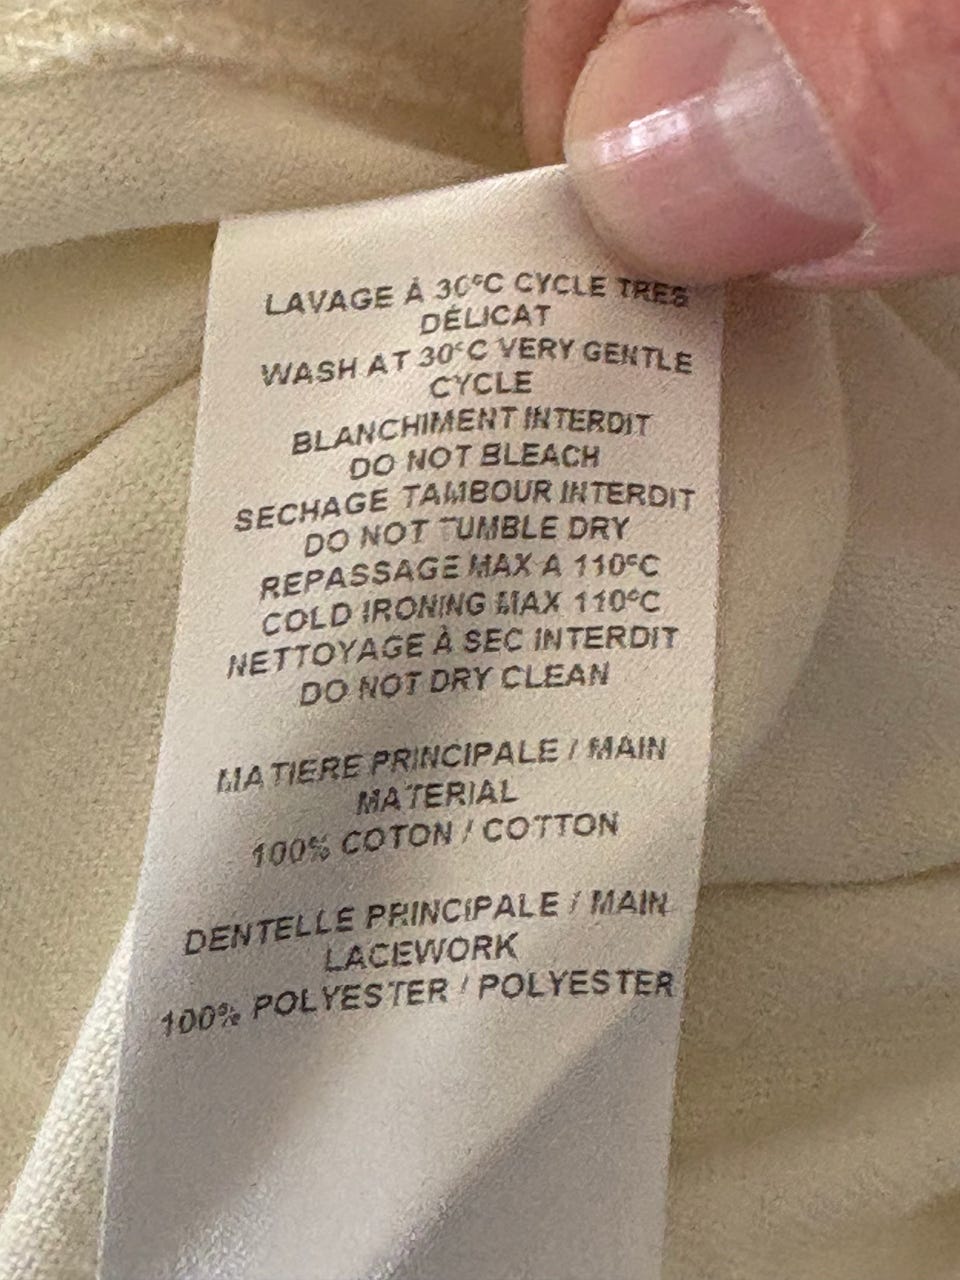 LAVAGE À 30°C CYCLE TRES
DÉLICAT
WASH AT 30°C VERY GENTLE
CYCLE
BLANCHIMENT INTERDIT
DO NOT BLEACH
SECHAGE TAMBOUR INTERDIT
DO NOT TUMBLE DRY
REPASSAGE MAX A 110°C
COLD IRONING MAX 110°C
NETTOYAGE À SEC INTERDIT
DO NOT DRY CLEAN
MATIERE PRINCIPALE / MAIN
MATERIAL
100% COTON / COTTON
DENTELLE PRINCIPALE / MAIN
LACEWORK
100% POLYESTER / POLYESTER